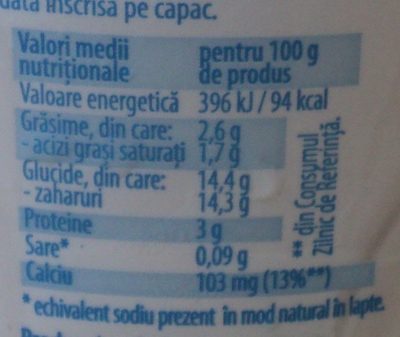 data înscrisă pe capac.
Valori medii nutriționale pentru 100 g de produs
Valoare energetică 396 kJ / 94 kcal
Grăsime, din care: 2,6 g
- acizi grași saturați 1,7 g
Glucide, din care: 14,4 g
- zaharuri 14,3 g
Proteine 3 g
Sare* 0,09 g
Calciu 103 mg (13%**)
** din Consumul
Zilnic de Referință.
* echivalent sodiu prezent în mod natural în lapte.